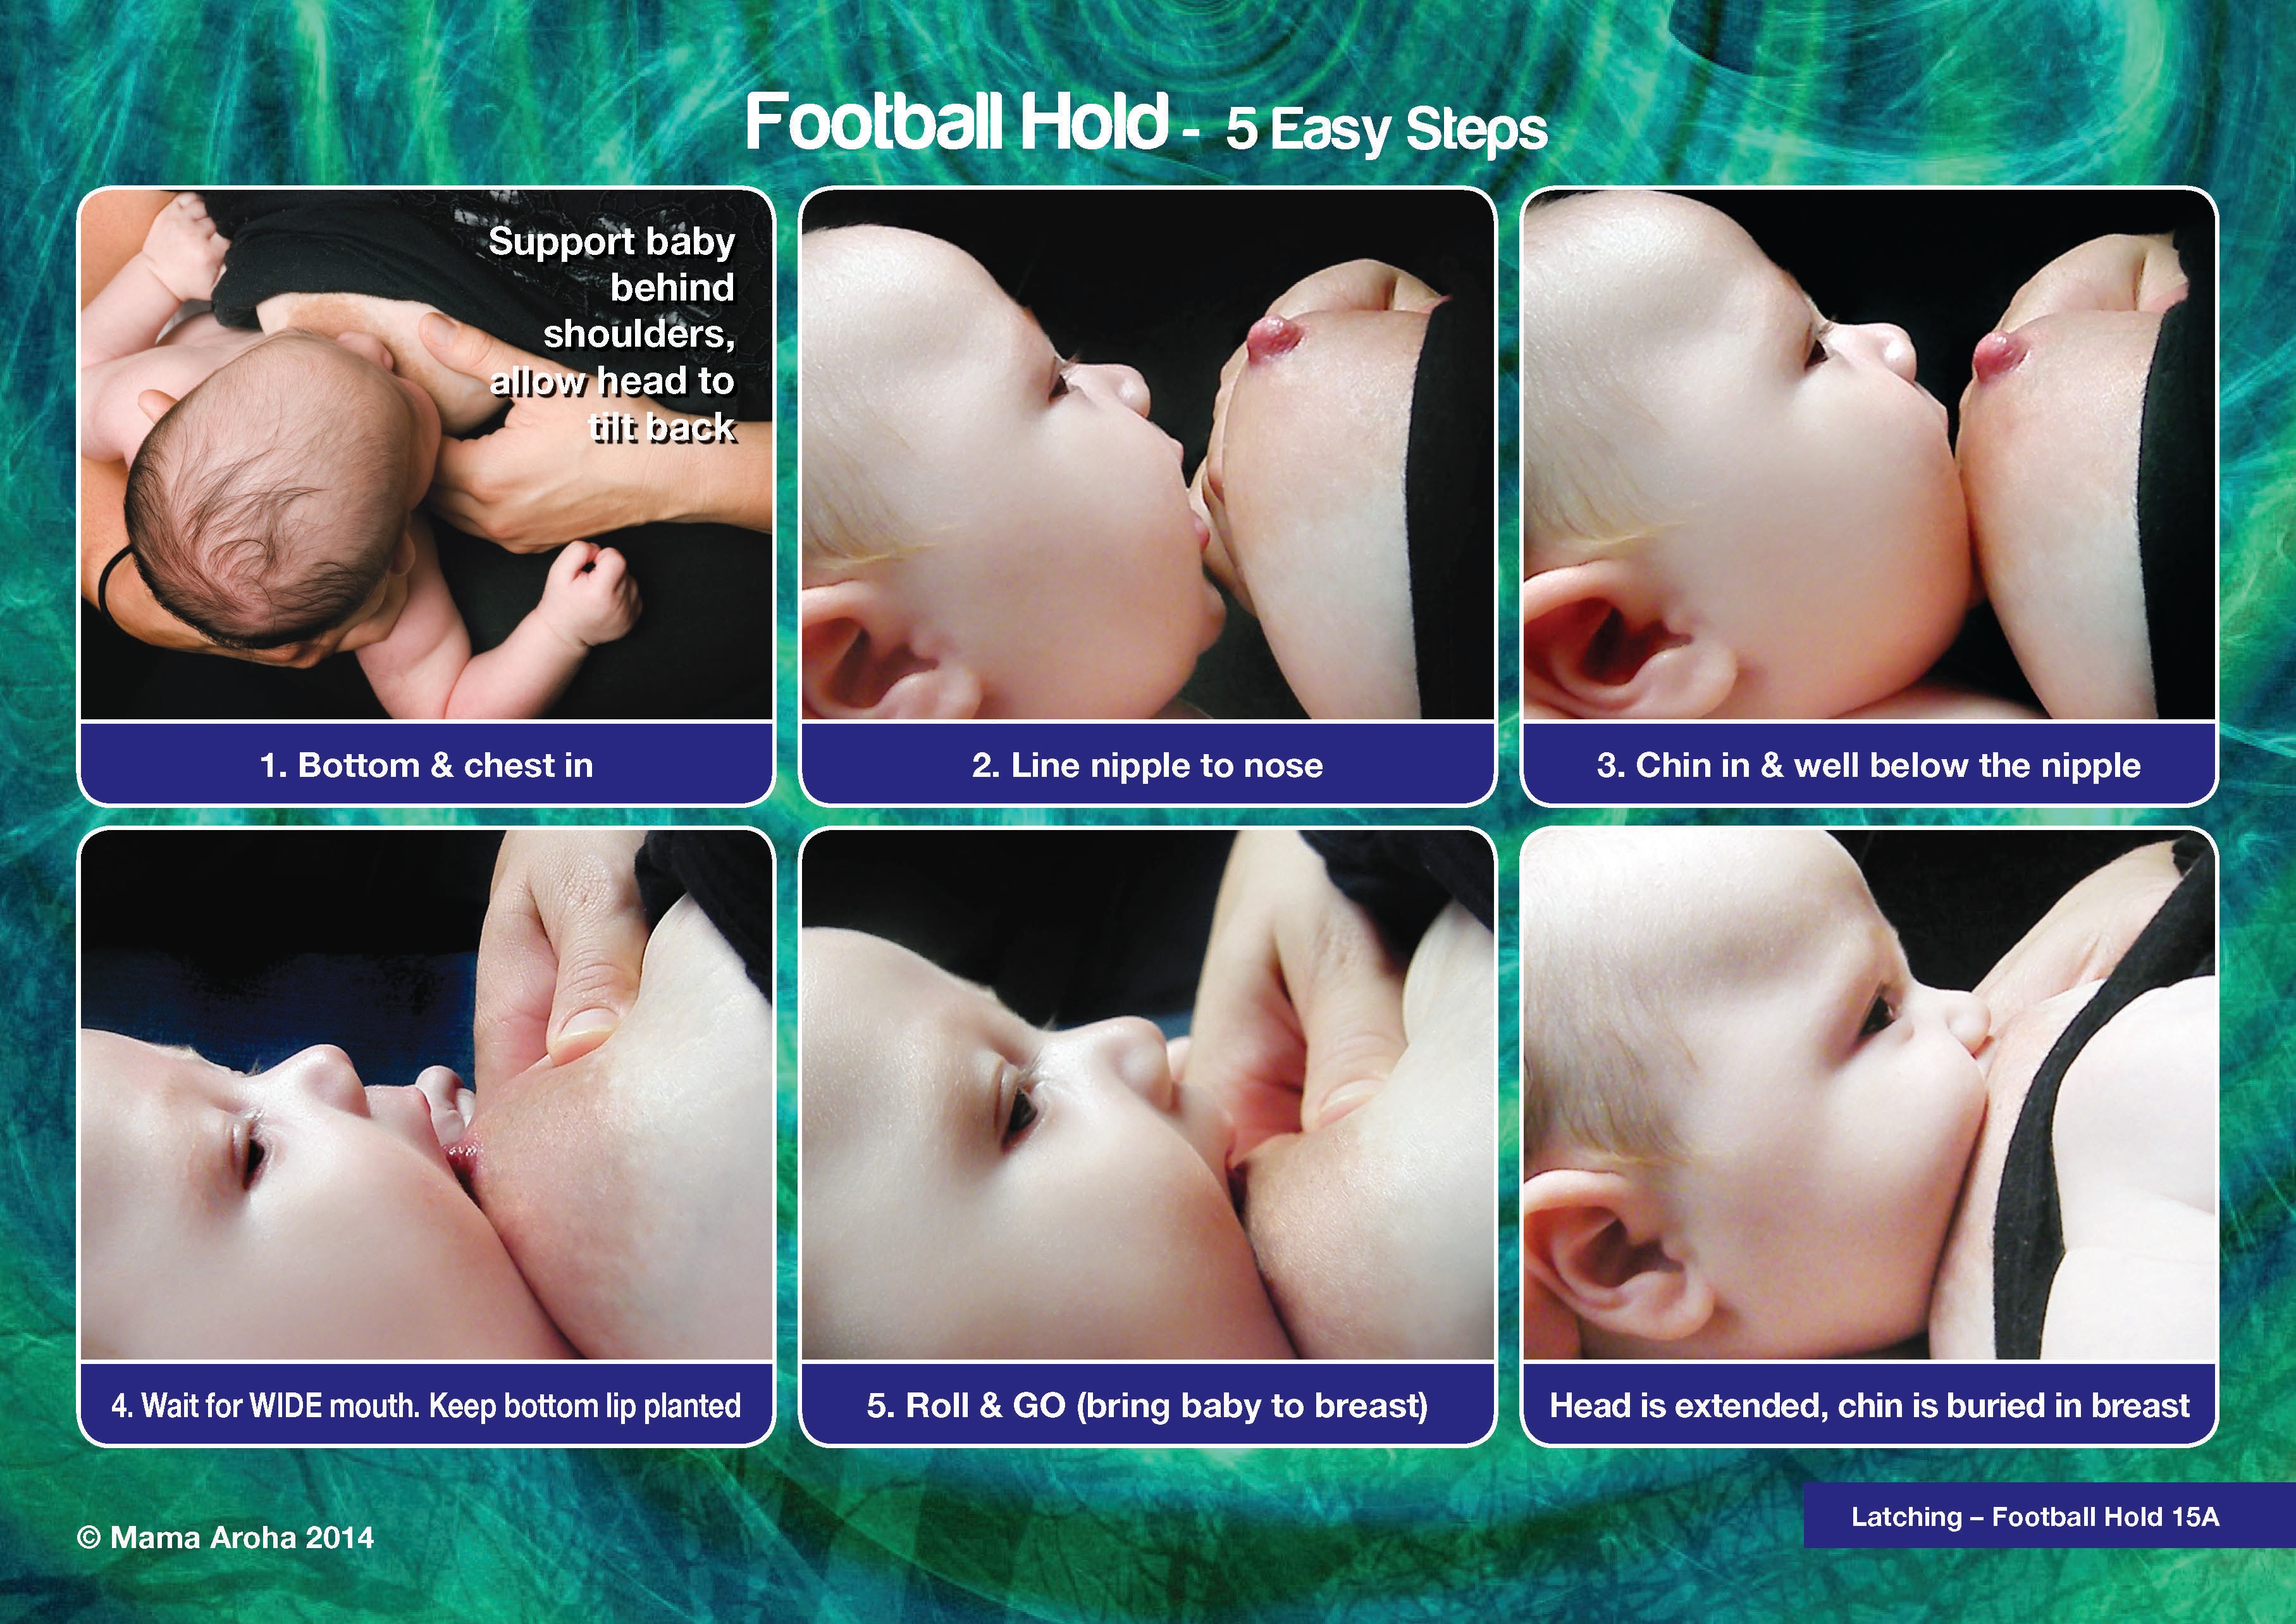 Football Hold - 5 Easy Steps
Support baby
behind
shoulders,
allow head to
tilt back
1. Bottom & chest in
2. Line nipple to nose
3. Chin in & well below the nipple
4. Wait for WIDE mouth. Keep bottom lip planted
5. Roll & GO (bring baby to breast)
Head is extended, chin is buried in breast
© Mama Aroha 2014
Latching – Football Hold 15A